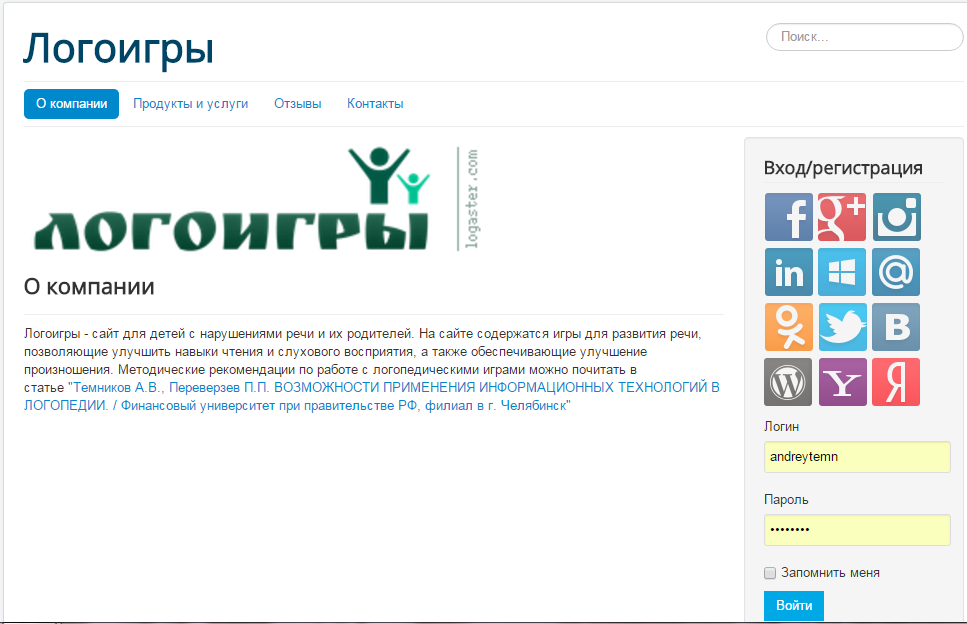 Логоигры
Поиск...
О компании
Продукты и услуги
Отзывы
Контакты
логоигры
logaster.com
О компании
Логоигры - сайт для детей с нарушениями речи и их родителей. На сайте содержатся игры для развития речи,
позволяющие улучшить навыки чтения и слухового восприятия, а также обеспечивающие улучшение
произношения. Методические рекомендации по работе с логопедическими играми можно почитать в
статье "Темников А.В., Переверзев П.П. ВОЗМОЖНОСТИ ПРИМЕНЕНИЯ ИНФОРМАЦИОННЫХ ТЕХНОЛОГИЙ В
ЛОГОПЕДИИ. / Финансовый университет при правительстве РФ, филиал в г. Челябинск"
Вход/регистрация
f g+
in @
B
W Y Я
Логин
andreytemn
Пароль
••••••••
Запомнить меня
Войти